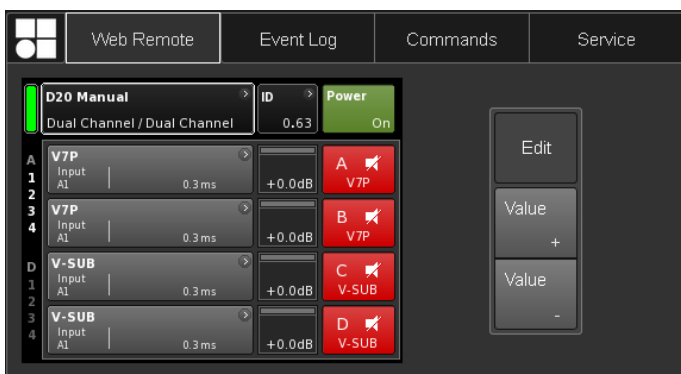 Web Remote
Event Log
Commands
Service
D20 Manual
Dual Channel / Dual Channel
ID
0.63
Power
On
A
1
2
3
4
D
1
2
3
4
V7P
Input
A1
0.3 ms
+0.0dB
A
V7P
V7P
Input
A1
0.3 ms
+0.0dB
B
V7P
V-SUB
Input
A1
0.3 ms
+0.0dB
C
V-SUB
V-SUB
Input
A1
0.3 ms
+0.0dB
D
V-SUB
Edit
Value
+
Value
-